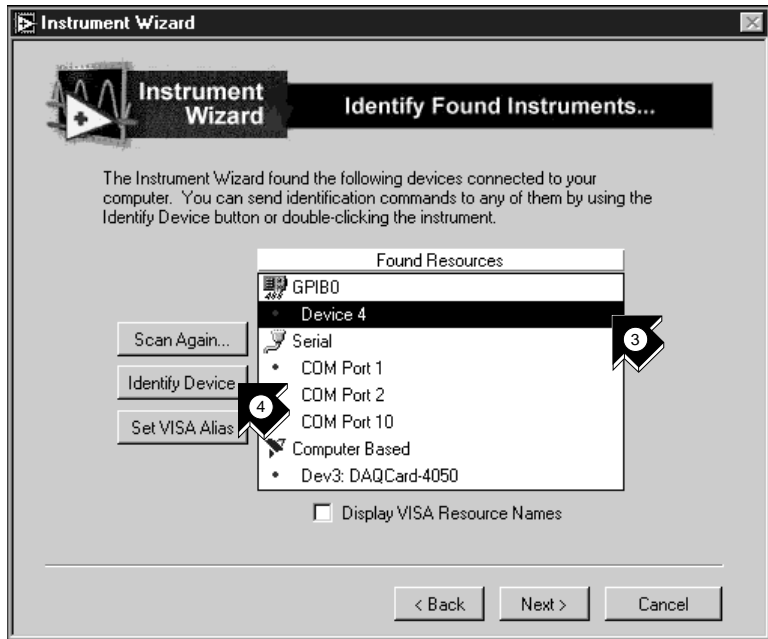 Instrument Wizard
Instrument
Wizard
Identify Found Instruments...
The Instrument Wizard found the following devices connected to your
computer. You can send identification commands to any of them by using the
Identify Device button or double-clicking the instrument.
Found Resources
488
GPIB0
Device 4
3
Scan Again...
Serial
COM Port 1
Identify Device
COM Port 2
4
Set VISA Alias
COM Port 10
Computer Based
Dev3: DAQCard-4050
Display VISA Resource Names
< Back
Next >
Cancel